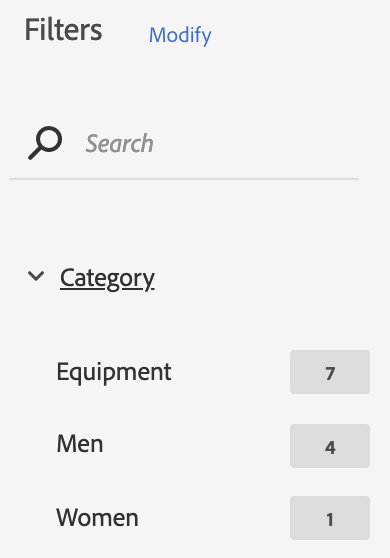 Filters Modify
Search
Category
Equipment 7
Men 4
Women 1